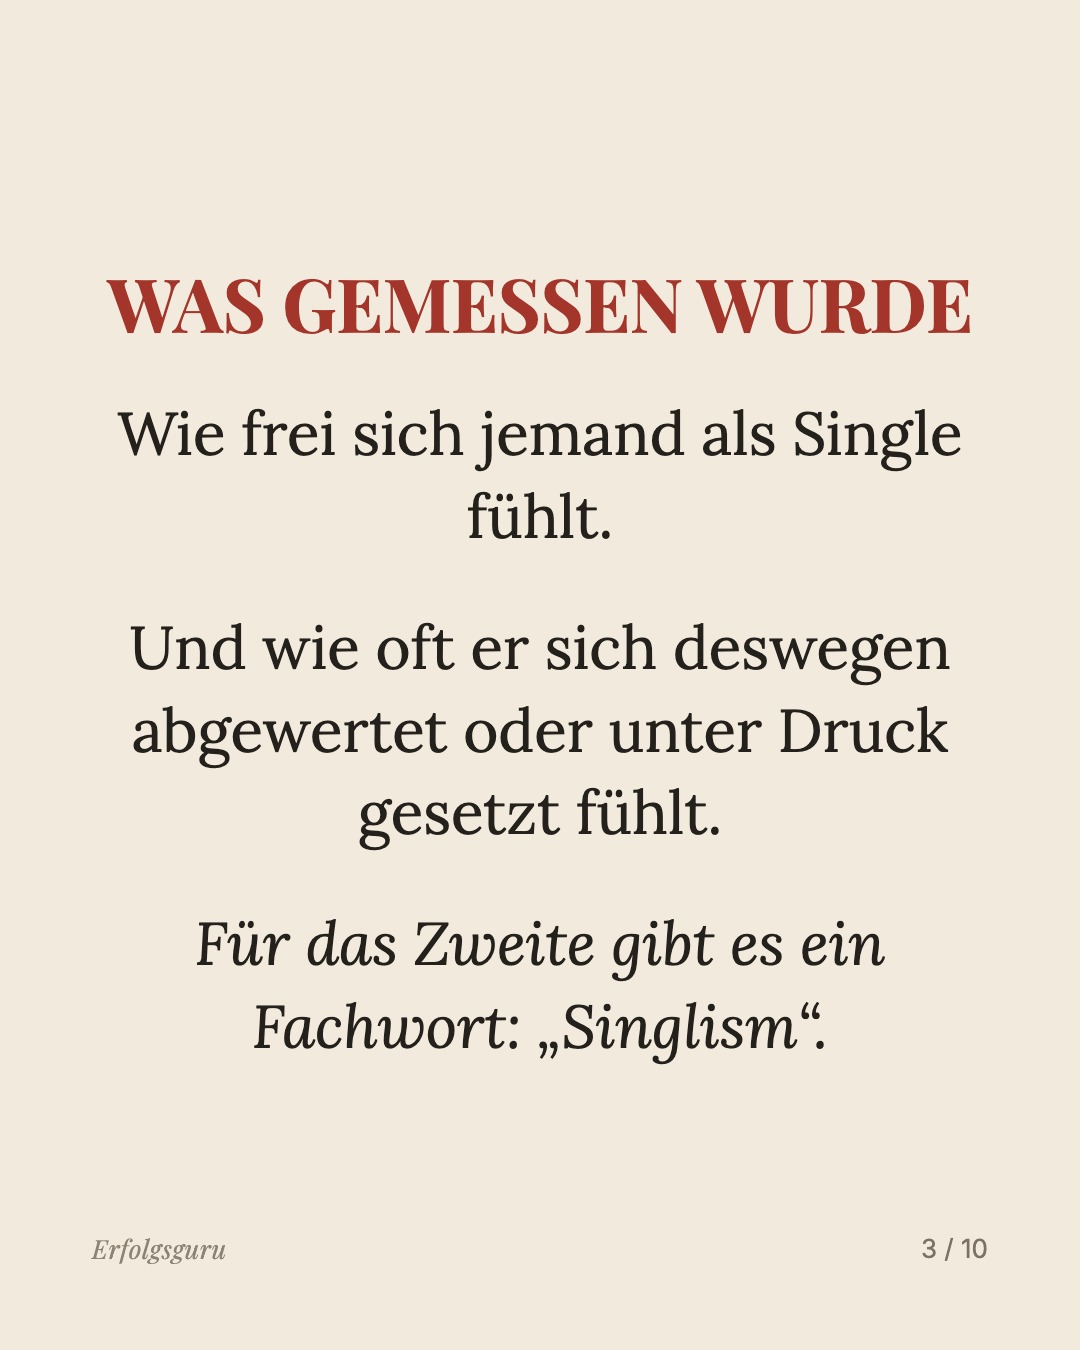 WAS GEMESSEN WURDE
Wie frei sich jemand als Single
fühlt.
Und wie oft er sich deswegen
abgewertet oder unter Druck
gesetzt fühlt.
Für das Zweite gibt es ein
Fachwort: „Singlism“.
Erfolgsguru
3 / 10